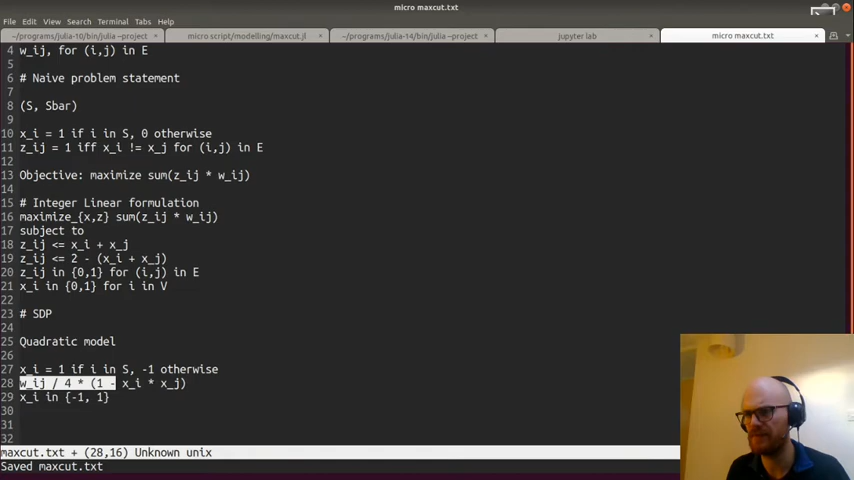 micro maxcut.txt
File Edit View Search Terminal Tabs Help
~/programs/julia-10/bin/julia --project × micro script/modelling/maxcut.jl × ~/programs/julia-14/bin/julia --project × jupyter lab × micro maxcut.txt ×
4 w_ij, for (i,j) in E
5
6 # Naive problem statement
7
8 (S, Sbar)
9
10 x_i = 1 if i in S, 0 otherwise
11 z_ij = 1 iff x_i != x_j for (i,j) in E
12
13 Objective: maximize sum(z_ij * w_ij)
14
15 # Integer Linear formulation
16 maximize_{x,z} sum(z_ij * w_ij)
17 subject to
18 z_ij <= x_i + x_j
19 z_ij <= 2 - (x_i + x_j)
20 z_ij in {0,1} for (i,j) in E
21 x_i in {0,1} for i in V
22
23 # SDP
24
25 Quadratic model
26
27 x_i = 1 if i in S, -1 otherwise
28 w_ij / 4 * (1 - x_i * x_j)
29 x_i in {-1, 1}
30
31
32
maxcut.txt + (28,16) Unknown unix
Saved maxcut.txt